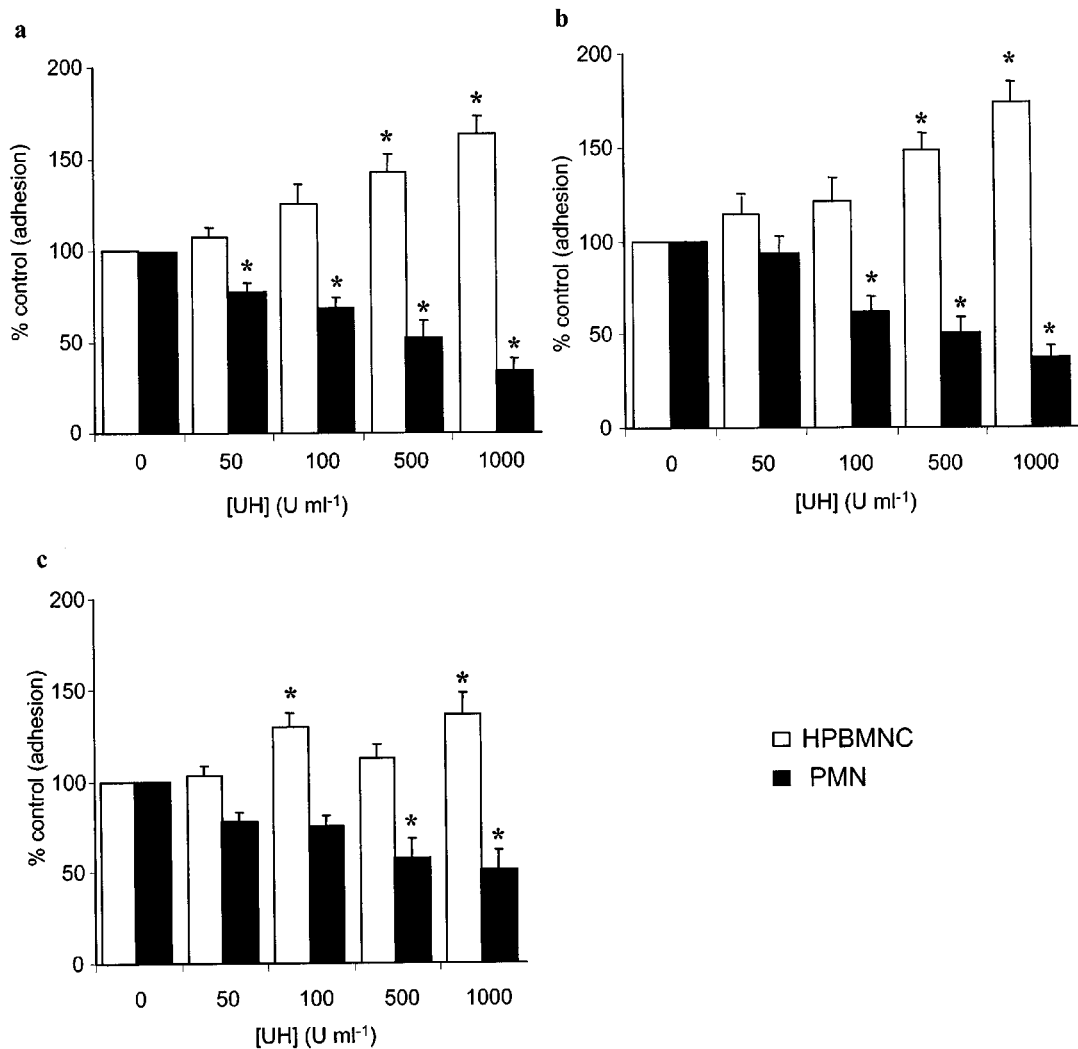 a
200
150
100
50
0
% control (adhesion)
* * * * * *
0 50 100 500 1000
[UH] (U ml-1)
b
200
150
100
50
0
% control (adhesion)
* * * * *
0 50 100 500 1000
[UH] (U ml-1)
c
200
150
100
50
0
% control (adhesion)
* * * *
0 50 100 500 1000
[UH] (U ml-1)
HPBMNC
PMN